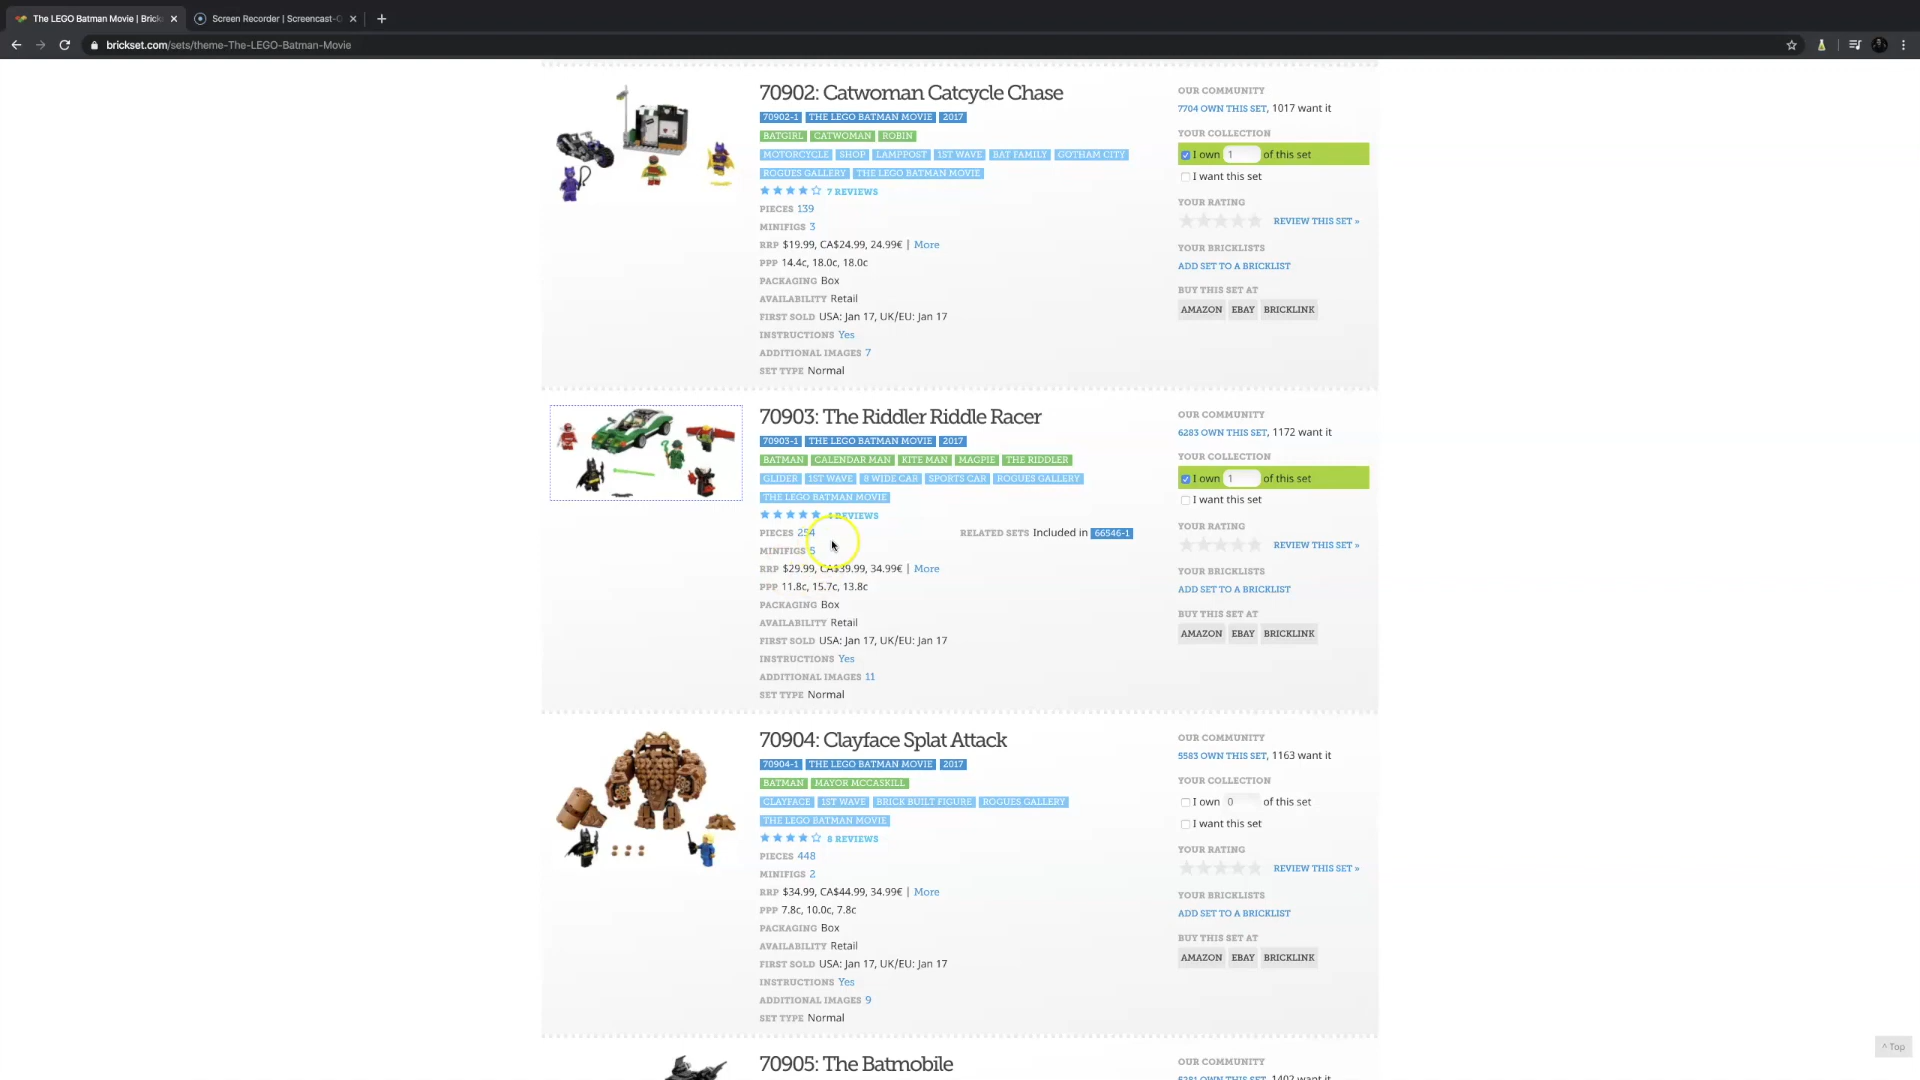 The LEGO Batman Movie | Brick
Screen Recorder | Screencast-O
brickset.com/sets/theme-The-LEGO-Batman-Movie
70902: Catwoman Catcycle Chase
70902-1 THE LEGO BATMAN MOVIE 2017
BATGIRL CATWOMAN ROBIN
MOTORCYCLE SHOP LAMPPOST 1ST WAVE BAT FAMILY GOTHAM CITY
ROGUES GALLERY THE LEGO BATMAN MOVIE
7 REVIEWS
PIECES 139
MINIFIGS 3
RRP $19.99, CA$24.99, 24.99€ | More
PPP 14.4c, 18.0c, 18.0c
PACKAGING Box
AVAILABILITY Retail
FIRST SOLD USA: Jan 17, UK/EU: Jan 17
INSTRUCTIONS Yes
ADDITIONAL IMAGES 7
SET TYPE Normal
OUR COMMUNITY
7704 OWN THIS SET, 1017 want it
YOUR COLLECTION
I own 1 of this set
I want this set
YOUR RATING
REVIEW THIS SET »
YOUR BRICKLISTS
ADD SET TO A BRICKLIST
BUY THIS SET AT
AMAZON EBAY BRICKLINK
70903: The Riddler Riddle Racer
70903-1 THE LEGO BATMAN MOVIE 2017
BATMAN CALENDAR MAN KITE MAN MAGPIE THE RIDDLER
GLIDER 1ST WAVE 8 WIDE CAR SPORTS CAR ROGUES GALLERY
THE LEGO BATMAN MOVIE
REVIEWS
PIECES 254
RELATED SETS Included in 66546-1
MINIFIGS 5
RRP $29.99, CA$39.99, 34.99€ | More
PPP 11.8c, 15.7c, 13.8c
PACKAGING Box
AVAILABILITY Retail
FIRST SOLD USA: Jan 17, UK/EU: Jan 17
INSTRUCTIONS Yes
ADDITIONAL IMAGES 11
SET TYPE Normal
OUR COMMUNITY
6283 OWN THIS SET, 1172 want it
YOUR COLLECTION
I own 1 of this set
I want this set
YOUR RATING
REVIEW THIS SET »
YOUR BRICKLISTS
ADD SET TO A BRICKLIST
BUY THIS SET AT
AMAZON EBAY BRICKLINK
70904: Clayface Splat Attack
70904-1 THE LEGO BATMAN MOVIE 2017
BATMAN MAYOR MCCASKILL
CLAYFACE 1ST WAVE BRICK BUILT FIGURE ROGUES GALLERY
THE LEGO BATMAN MOVIE
8 REVIEWS
PIECES 448
MINIFIGS 2
RRP $34.99, CA$44.99, 34.99€ | More
PPP 7.8c, 10.0c, 7.8c
PACKAGING Box
AVAILABILITY Retail
FIRST SOLD USA: Jan 17, UK/EU: Jan 17
INSTRUCTIONS Yes
ADDITIONAL IMAGES 9
SET TYPE Normal
OUR COMMUNITY
5583 OWN THIS SET, 1163 want it
YOUR COLLECTION
I own 0 of this set
I want this set
YOUR RATING
REVIEW THIS SET »
YOUR BRICKLISTS
ADD SET TO A BRICKLIST
BUY THIS SET AT
AMAZON EBAY BRICKLINK
70905: The Batmobile
OUR COMMUNITY
OWN THIS SET, 1402 want it
^ Top